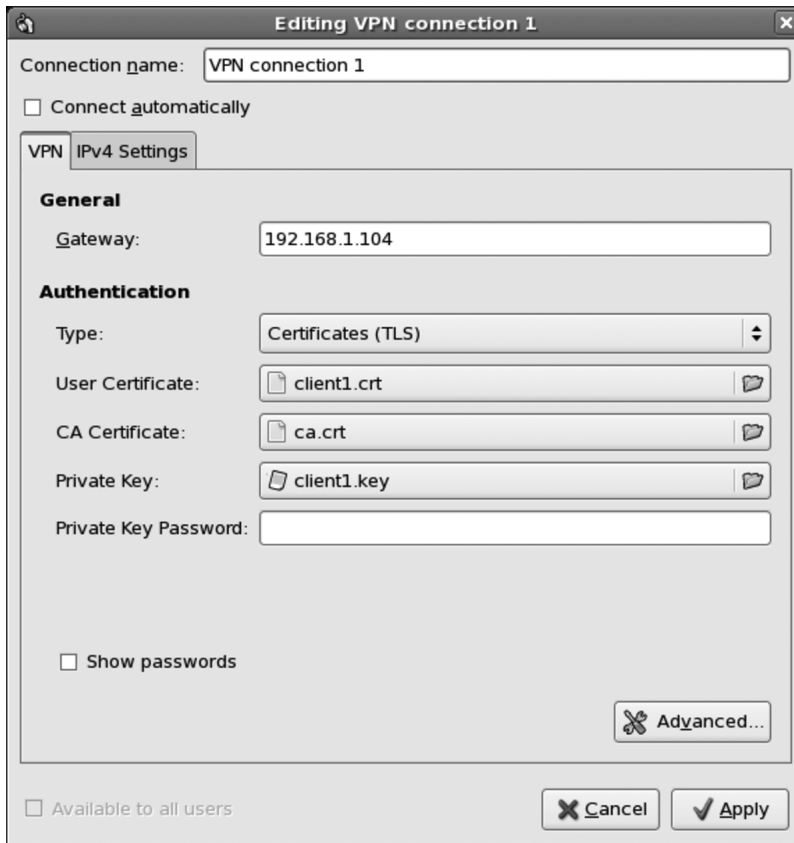 Editing VPN connection 1
Connection name: VPN connection 1
Connect automatically
VPN IPv4 Settings
General
Gateway: 192.168.1.104
Authentication
Type: Certificates (TLS)
User Certificate: client1.crt
CA Certificate: ca.crt
Private Key: client1.key
Private Key Password:
Show passwords
Advanced...
Available to all users Cancel Apply